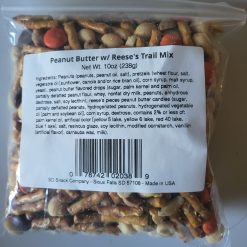 Peanut Butter w/ Reese's Trail Mix
Net Wt. 10oz (238g)
Ingredients: Peanuts (peanuts, peanut oil, salt), pretzels (wheat flour, salt,
vegetable oil (sunflower, canola and/or rice bran oil), corn syrup, malt syrup,
yeast, peanut butter flavored drops (sugar, palm kernel and palm oil,
partially defatted peanut flour, whey, nonfat dry milk, peanuts, anhydrous
dextrose, salt, soy lecithin), reese's pieces peanut butter candies (sugar,
partially defatted peanuts, hydrogenated vegetable oil
(palm and soybean oil), corn syrup, dextrose, contains 2% or less of:
palm kernel oil, artificial color (yellow 5 lake, yellow 6 lake, red 40 lake,
blue 1 lake), salt, resinous glaze, soy lecithin, modified cornstarch, vanillin
(artificial flavor), carnauba wax, milk).
0 76742 02038 9
SD Snack Company - Sioux Falls SD 57106 - Made in USA